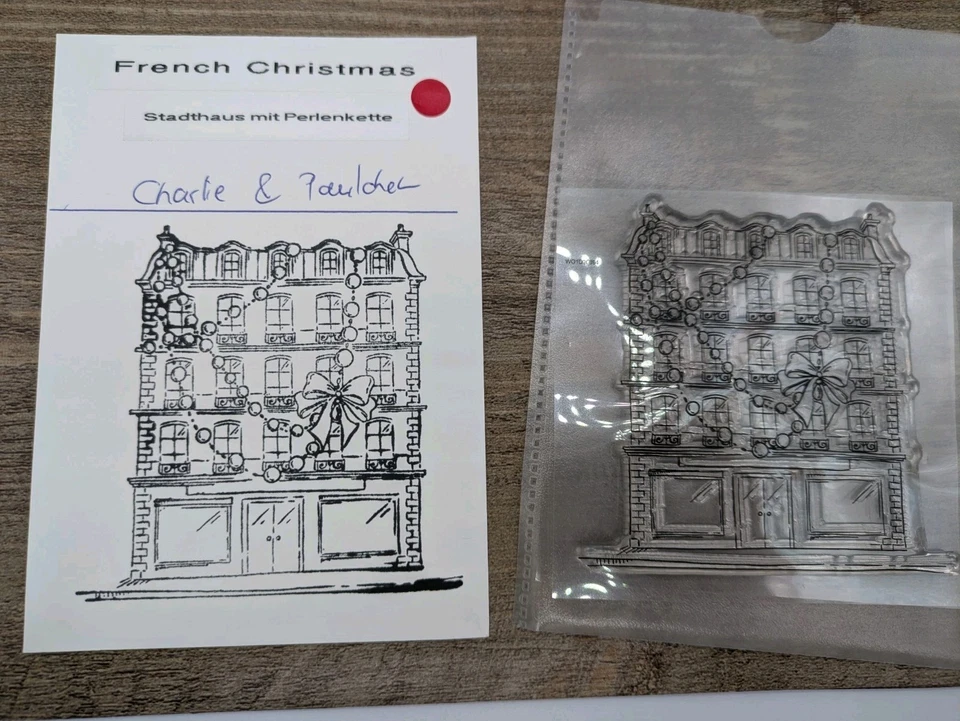 French Christmas
Stadthaus mit Perlenkette
Charlie & Paulchen